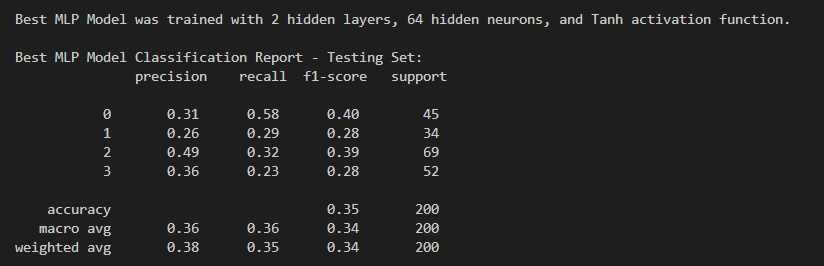 Best MLP Model was trained with 2 hidden layers, 64 hidden neurons, and Tanh activation function.
Best MLP Model Classification Report - Testing Set:
precision recall f1-score support
0 0.31 0.58 0.40 45
1 0.26 0.29 0.28 34
2 0.49 0.32 0.39 69
3 0.36 0.23 0.28 52
accuracy 0.35 200
macro avg 0.36 0.36 0.34 200
weighted avg 0.38 0.35 0.34 200